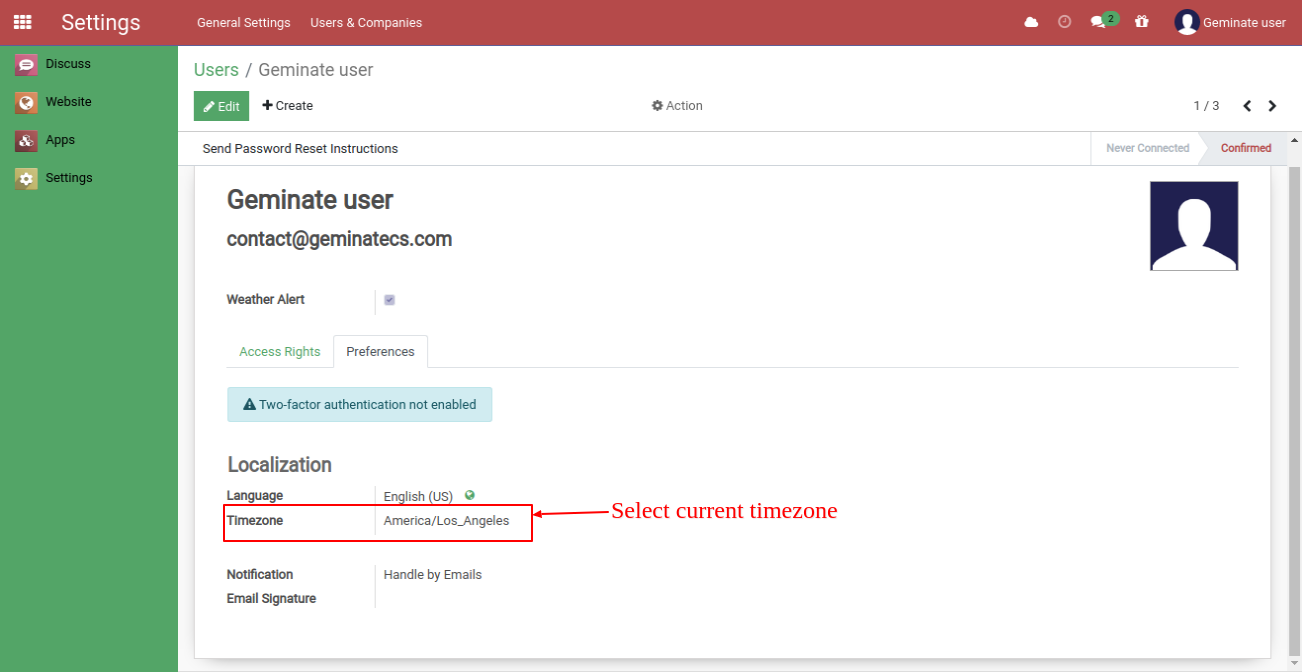 Settings General Settings Users & Companies 2 Geminate user
Discuss
Website
Apps
Settings
Users / Geminate user
Edit Create Action 1 / 3
Send Password Reset Instructions Never Connected Confirmed
Geminate user
contact@geminatecs.com
Weather Alert
Access Rights Preferences
Two-factor authentication not enabled
Localization
Language English (US)
Timezone America/Los_Angeles
Select current timezone
Notification Handle by Emails
Email Signature